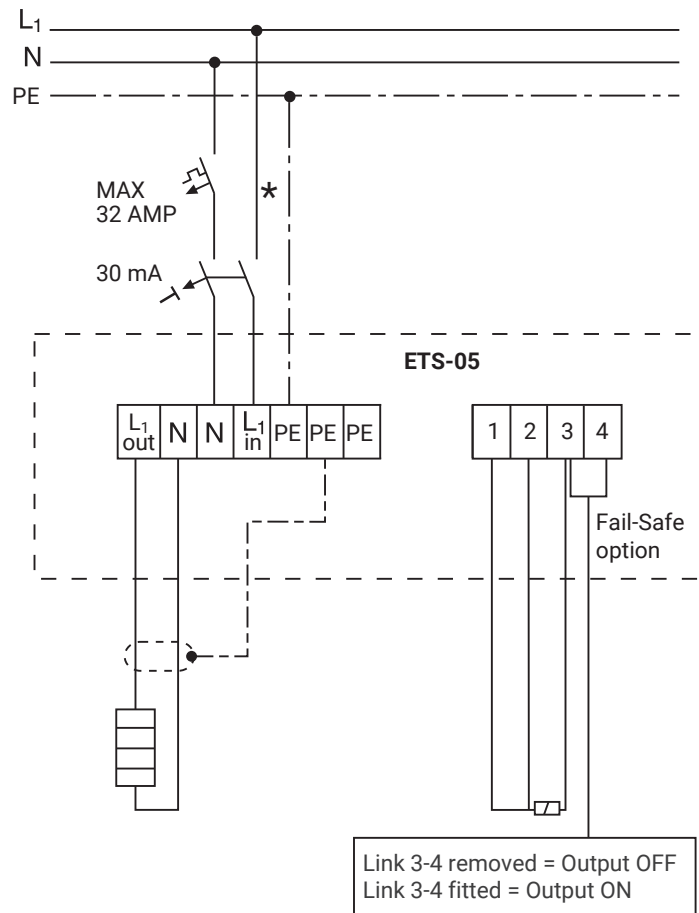 L₁
N
PE
MAX
32 AMP
*
30 mA
ETS-05
L₁
out
N
N
L₁
in
PE
PE
PE
1
2
3
4
Fail-Safe
option
Link 3-4 removed = Output OFF
Link 3-4 fitted = Output ON